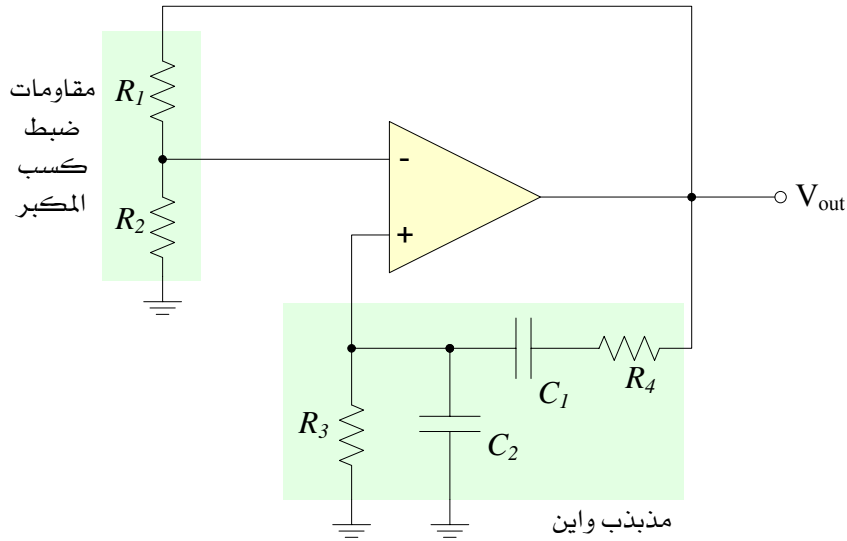 مقاومات
ضبط
كسب
المكبر
R1
R2
-
+
Vout
C1
R4
R3
C2
مذبذب واين